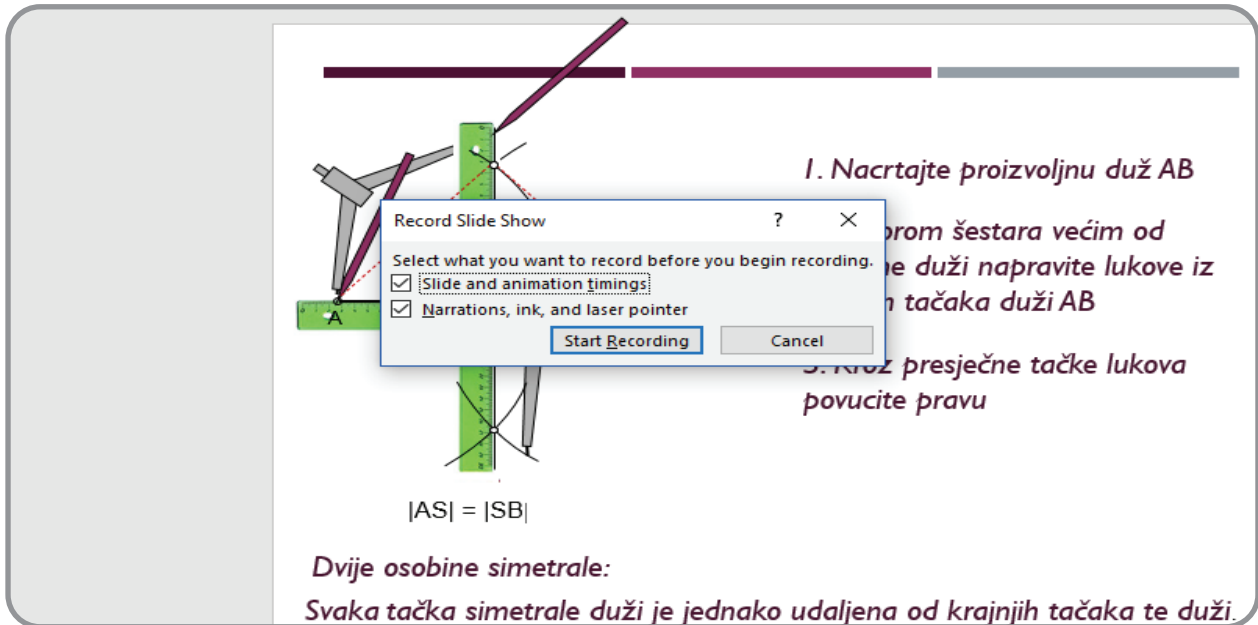 1. Nacrtajte proizvoljnu duž AB
Record Slide Show
?
Select what you want to record before you begin recording.
Slide and animation timings
Narrations, ink, and laser pointer
Start Recording
Cancel
šestara većim od
duži napravite lukove iz
tačaka duži AB
A
presječne tačke lukova
povucite pravu
|AS| = |SB|
Dvije osobine simetrale:
Svaka tačka simetrale duži je jednako udaljena od krajnjih tačaka te duži.